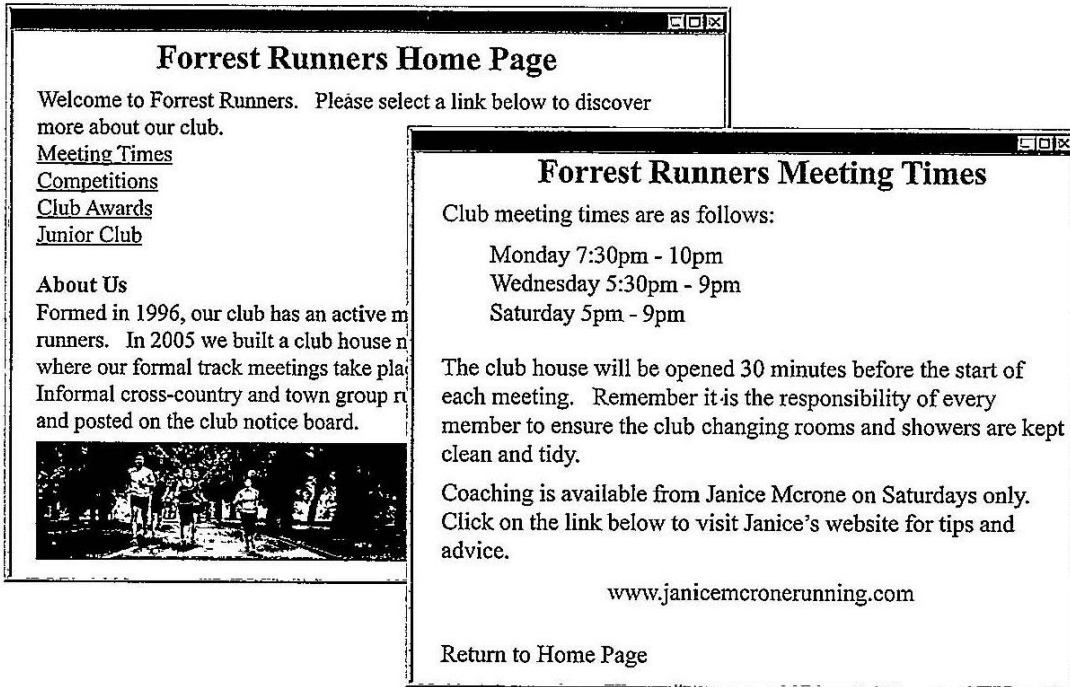 Forrest Runners Home Page
Welcome to Forrest Runners. Please select a link below to discover
more about our club.
Meeting Times
Competitions
Club Awards
Junior Club
About Us
Formed in 1996, our club has an active
runners. In 2005 we built a club house
where our formal track meetings take
Informal cross-country and town group
and posted on the club notice board.
Forrest Runners Meeting Times
Club meeting times are as follows:
Monday 7:30pm - 10pm
Wednesday 5:30pm - 9pm
Saturday 5pm - 9pm
The club house will be opened 30 minutes before the start of
each meeting. Remember it is the responsibility of every
member to ensure the club changing rooms and showers are kept
clean and tidy.
Coaching is available from Janice Mcrone on Saturdays only.
Click on the link below to visit Janice's website for tips and
advice.
www.janicemcronerunning.com
Return to Home Page